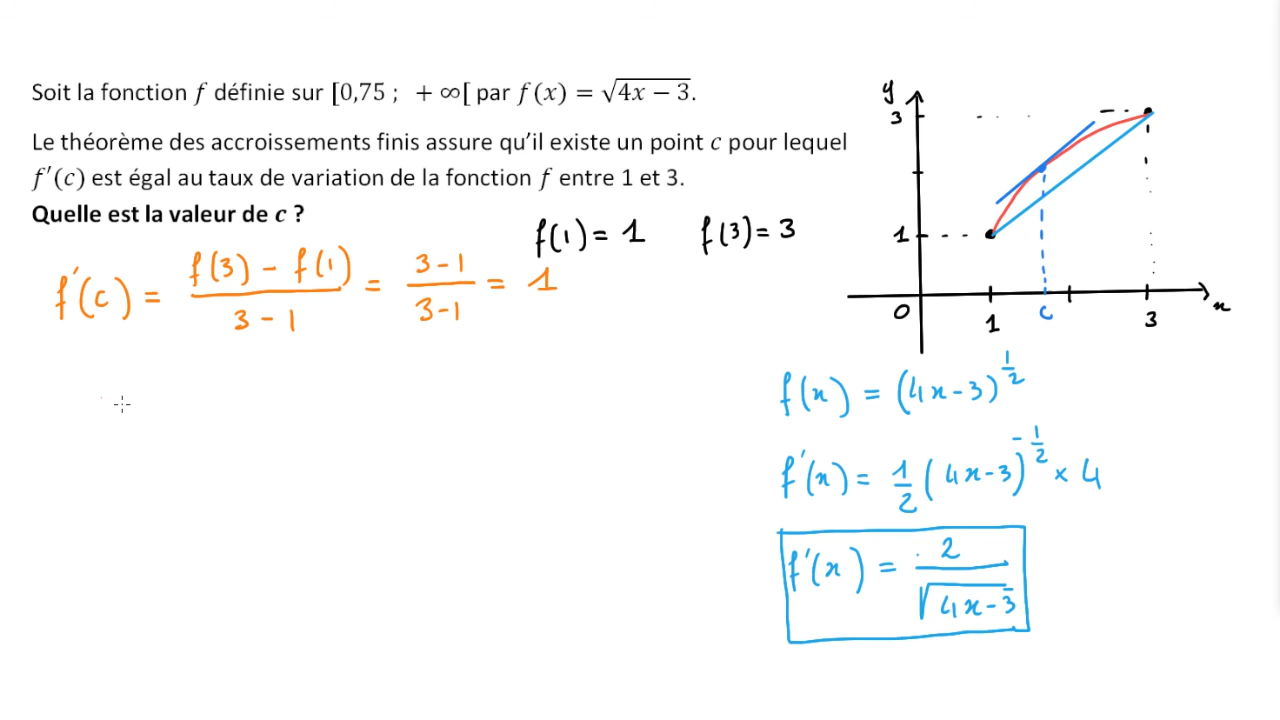 Soit la fonction f définie sur [0,75 ; +∞[ par f(x) = √(4x − 3).
Le théorème des accroissements finis assure qu'il existe un point c pour lequel
f′(c) est égal au taux de variation de la fonction f entre 1 et 3.
Quelle est la valeur de c ?
f(1) = 1 f(3) = 3
f'(c) = (f(3) − f(1))/(3 − 1) = (3−1)/(3−1) = 1
y
3
1
0 1 c 3 x
f(x) = (4x−3)^(1/2)
f'(x) = 1/2 (4x−3)^(−1/2) × 4
f'(x) = 2/√(4x−3)